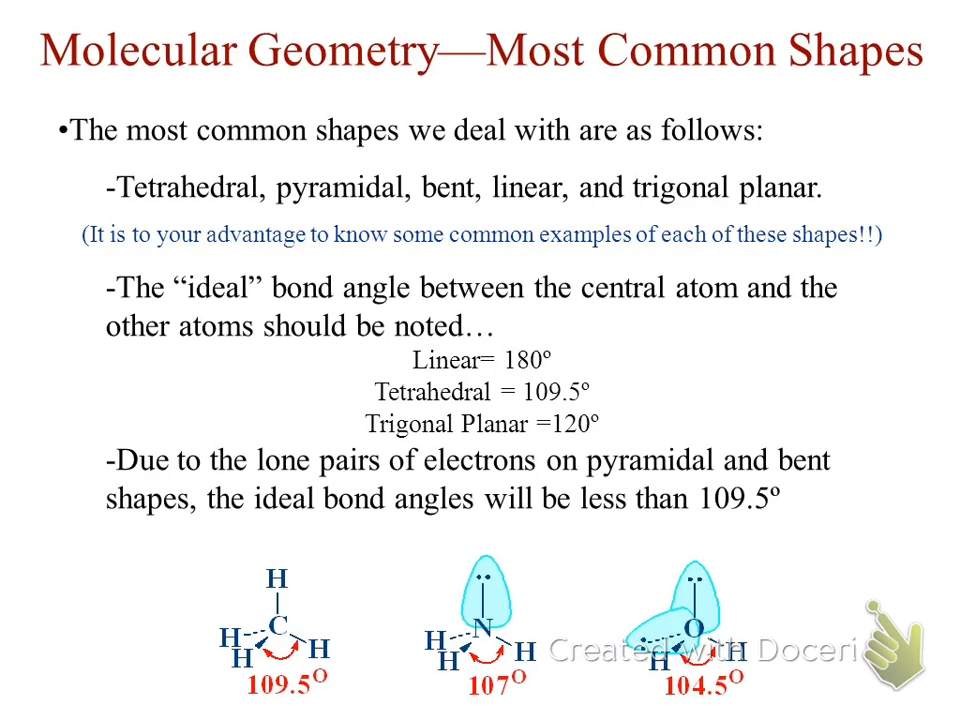 Molecular Geometry—Most Common Shapes
•The most common shapes we deal with are as follows:
-Tetrahedral, pyramidal, bent, linear, and trigonal planar.
(It is to your advantage to know some common examples of each of these shapes!!)
-The “ideal” bond angle between the central atom and the
other atoms should be noted…
Linear= 180º
Tetrahedral = 109.5º
Trigonal Planar =120º
-Due to the lone pairs of electrons on pyramidal and bent
shapes, the ideal bond angles will be less than 109.5º
H
C
H
H
H
109.5O
N
H
H
H
107O
O
H
H
104.5O
Created with Doceri